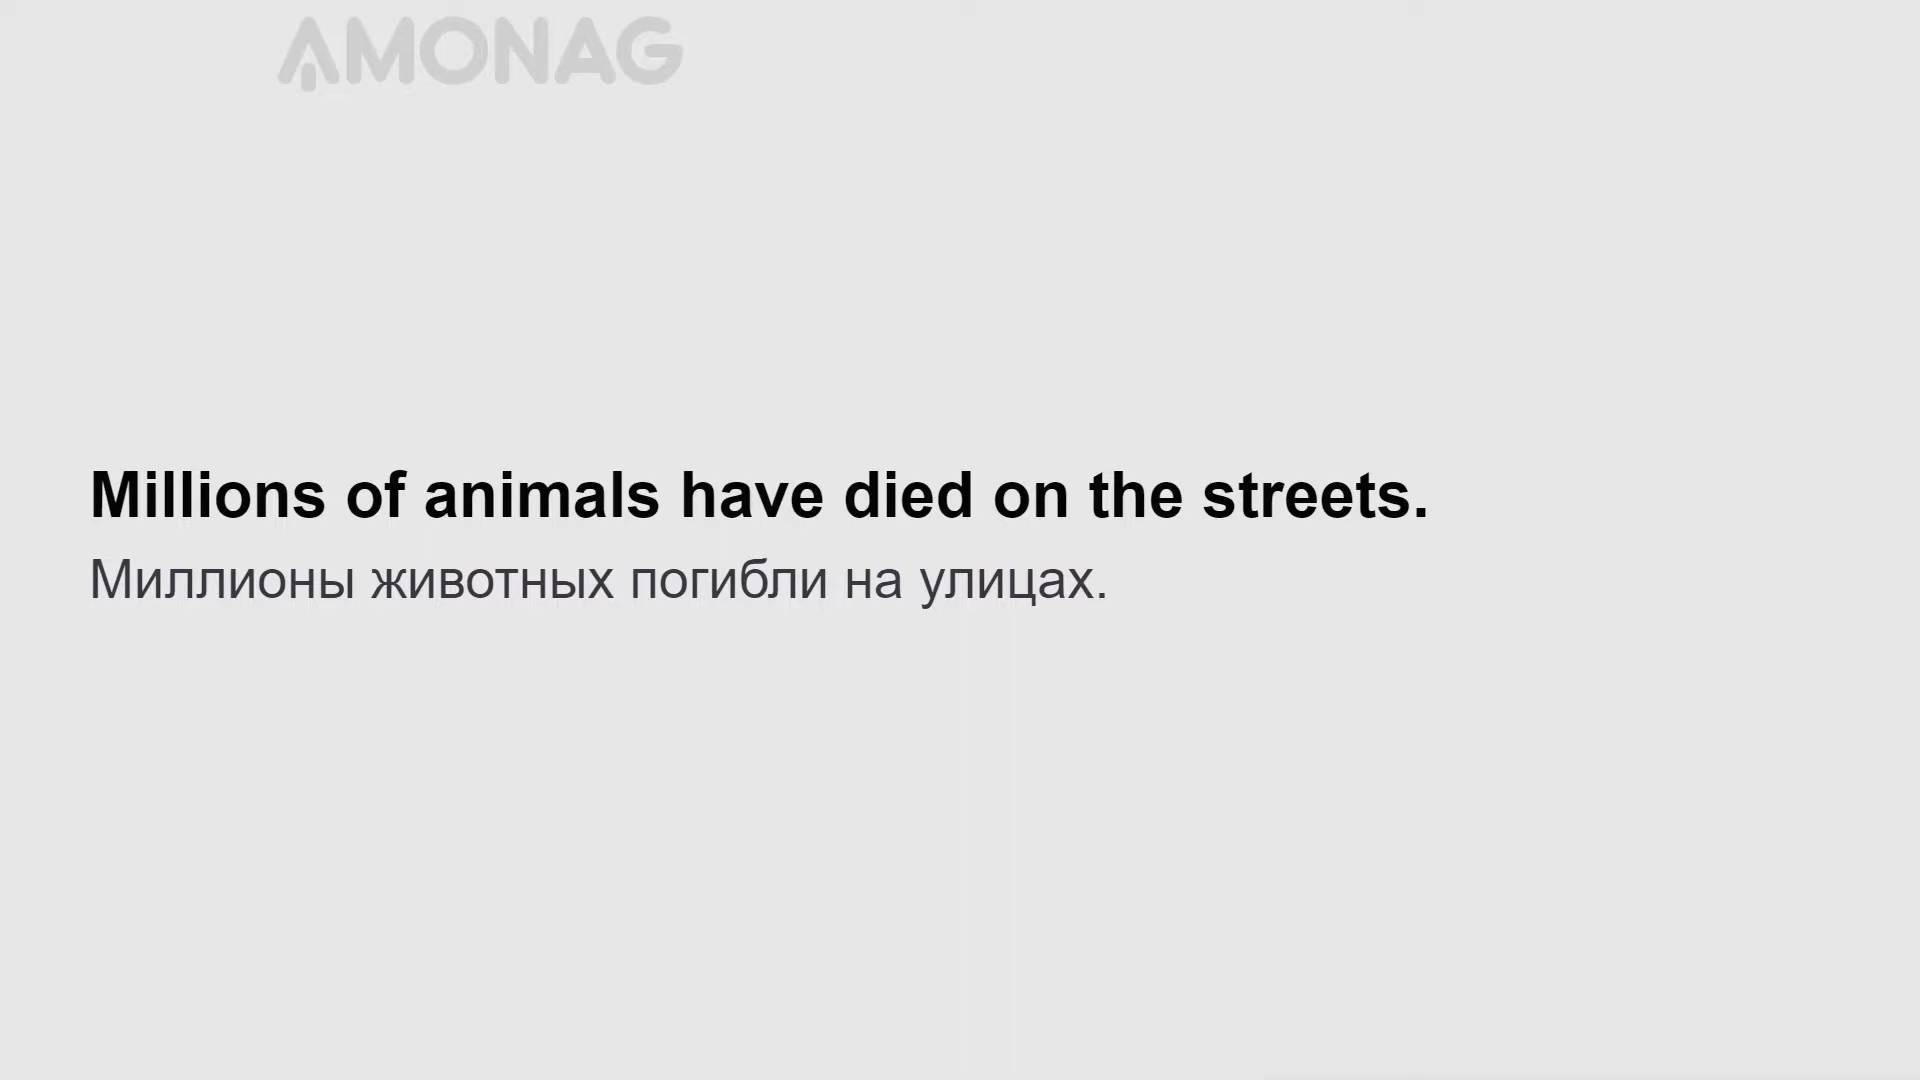 AMONAG
Millions of animals have died on the streets.
Миллионы животных погибли на улицах.